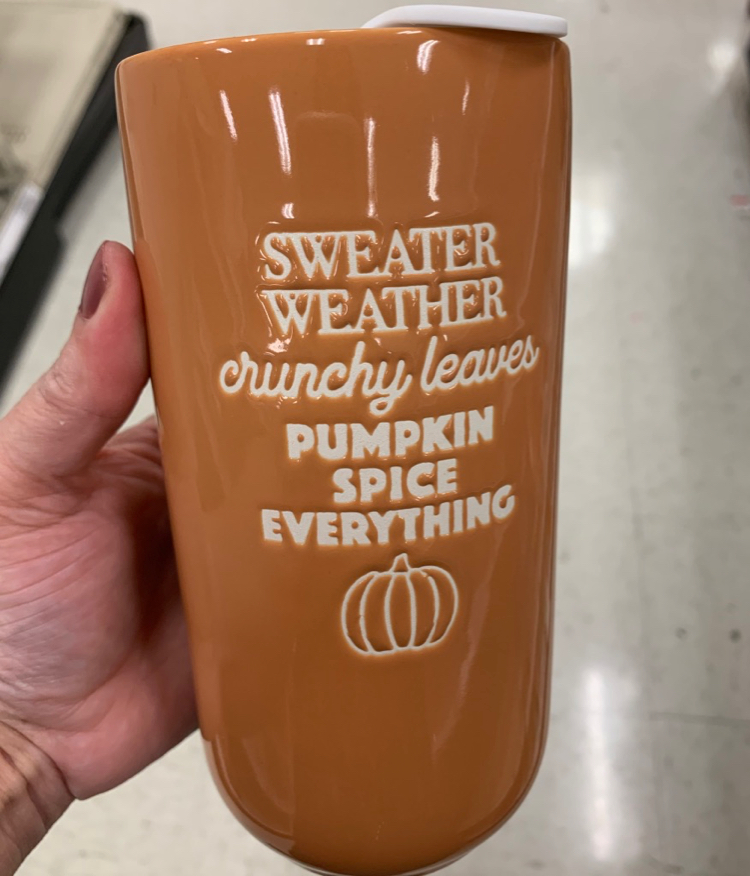 SWEATER
WEATHER
crunchy leaves
PUMPKIN
SPICE
EVERYTHING